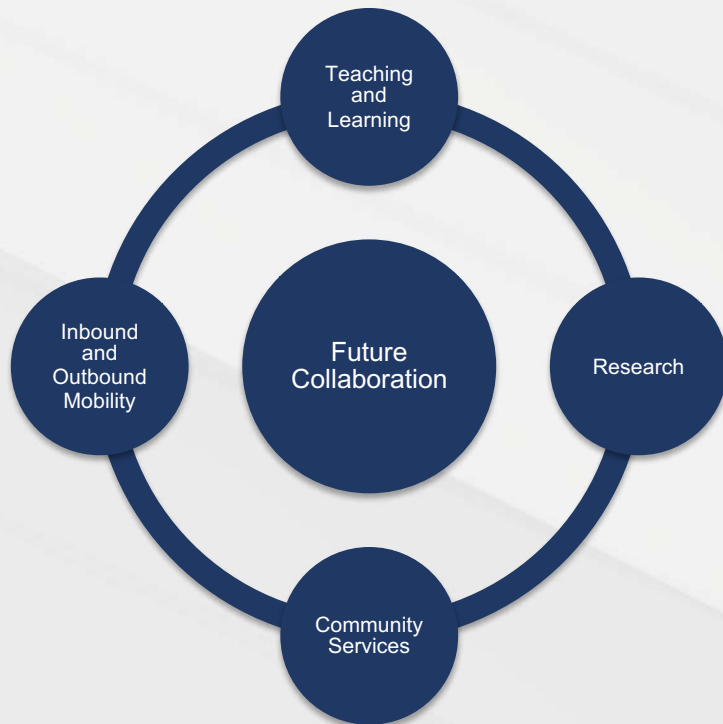 Teaching
and
Learning
Inbound
and
Outbound
Mobility
Future
Collaboration
Research
Community
Services